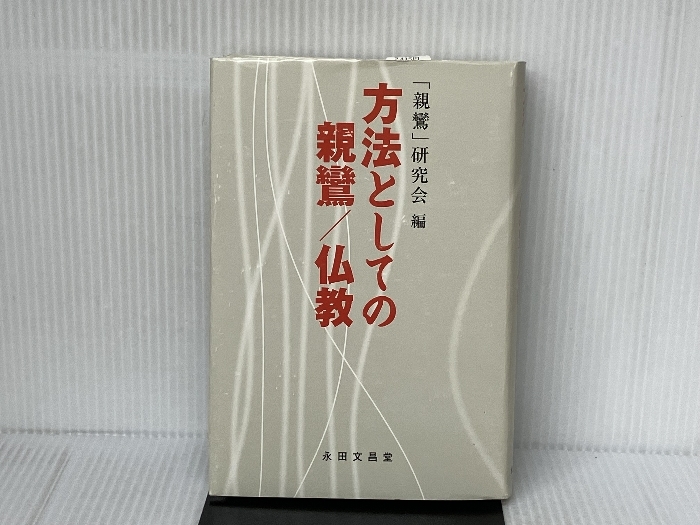 「親鸞」研究会 編
方法としての
親鸞/仏教
永田文昌堂